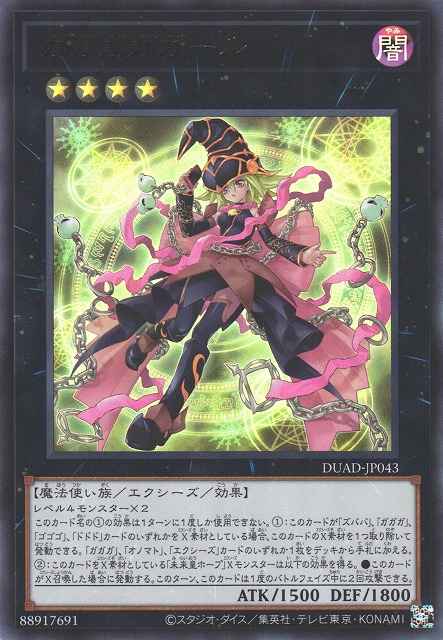 闇
DUAD-JP043
【魔法使い族／エクシーズ／効果】
レベル4モンスター×2
このカード名の①の効果は1ターンに1度しか使用できない。①：このカードが「ズババ」、「ガガガ」、
「ゴゴゴ」、「ドドド」カードのいずれかをX素材としている場合、このカードのX素材を1つ取り除いて
発動できる。「ガガガ」、「オノマト」、「エクシーズ」カードのいずれか1枚をデッキから手札に加える。
②：このカードをX素材としている「未来皇ホープ」Xモンスターは以下の効果を得る。●このカード
がX召喚した場合に発動する。このターン、このカードは1度のバトルフェイズ中に2回攻撃できる。
ATK/1500 DEF/1800
88917691
©スタジオ・ダイス／集英社・テレビ東京・KONAMI